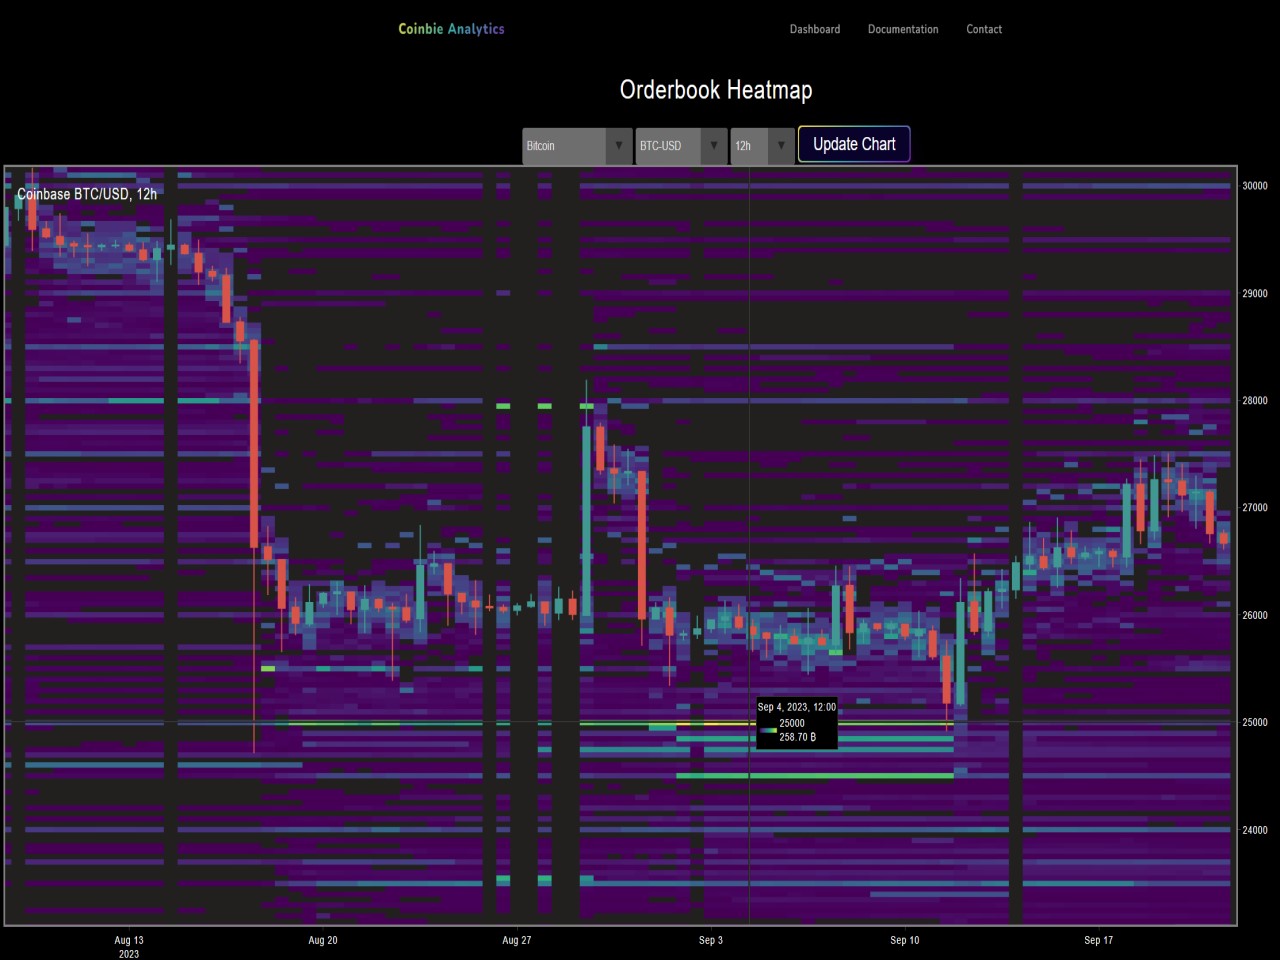 Coinbie Analytics
Dashboard
Documentation
Contact
Orderbook Heatmap
Bitcoin
BTC-USD
12h
Update Chart
Coinbase BTC/USD, 12h
30000
29000
28000
27000
26000
25000
24000
Sep 4, 2023, 12:00
25000
258.70 B
Aug 13
2023
Aug 20
Aug 27
Sep 3
Sep 10
Sep 17